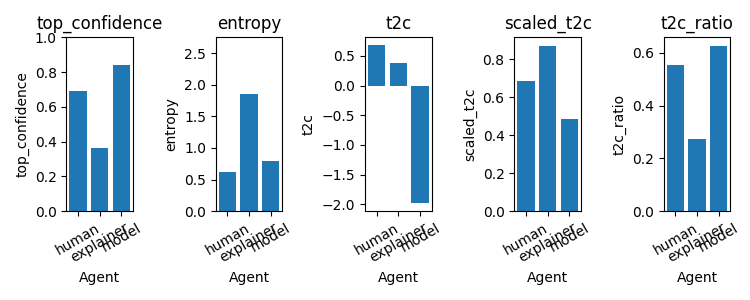 top_confidence
entropy
t2c
scaled_t2c
t2c_ratio
top_confidence
1.0
0.8
0.6
0.4
0.2
0.0
human
explainer
model
Agent
entropy
2.5
2.0
1.5
1.0
0.5
0.0
human
explainer
model
Agent
t2c
0.5
0.0
−0.5
−1.0
−1.5
−2.0
human
explainer
model
Agent
scaled_t2c
0.8
0.6
0.4
0.2
0.0
human
explainer
model
Agent
t2c_ratio
0.6
0.4
0.2
0.0
human
explainer
model
Agent